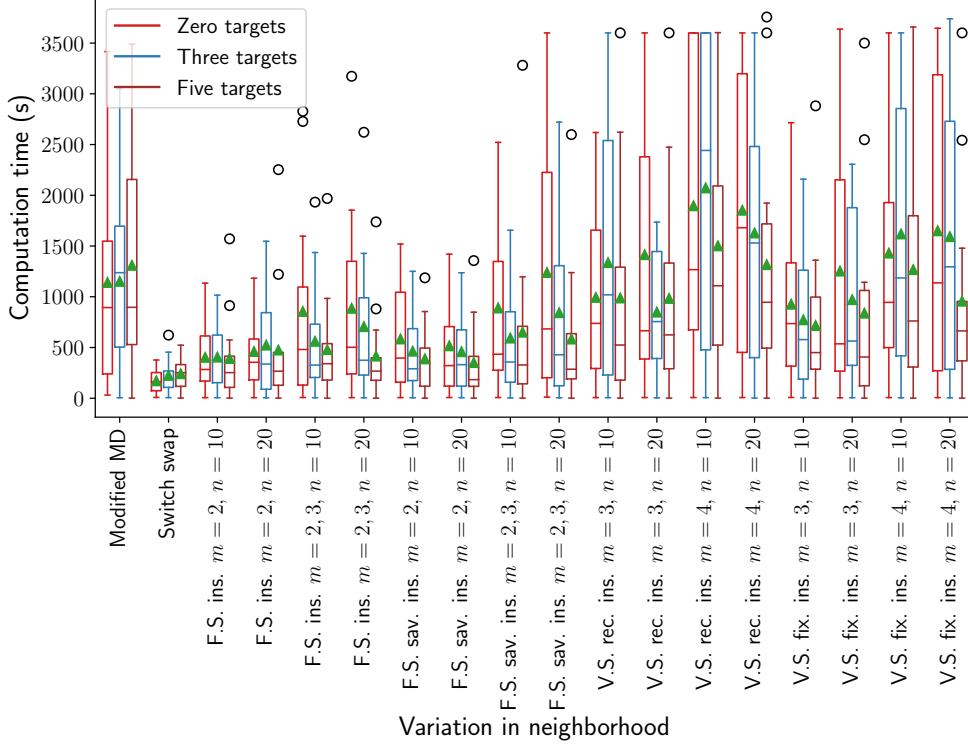 Computation time (s)
3500
3000
2500
2000
1500
1000
500
0
Zero targets
Three targets
Five targets
Modified MD
Switch swap
F.S. ins. m = 2, n = 10
F.S. ins. m = 2, n = 20
F.S. ins. m = 2, 3, n = 10
F.S. ins. m = 2, 3, n = 20
F.S. sav. ins. m = 2, n = 10
F.S. sav. ins. m = 2, n = 20
F.S. sav. ins. m = 2, 3, n = 10
F.S. sav. ins. m = 2, 3, n = 20
V.S. rec. ins. m = 3, n = 10
V.S. rec. ins. m = 3, n = 20
V.S. rec. ins. m = 4, n = 10
V.S. rec. ins. m = 4, n = 20
V.S. fix. ins. m = 3, n = 10
V.S. fix. ins. m = 3, n = 20
V.S. fix. ins. m = 4, n = 10
V.S. fix. ins. m = 4, n = 20
Variation in neighborhood